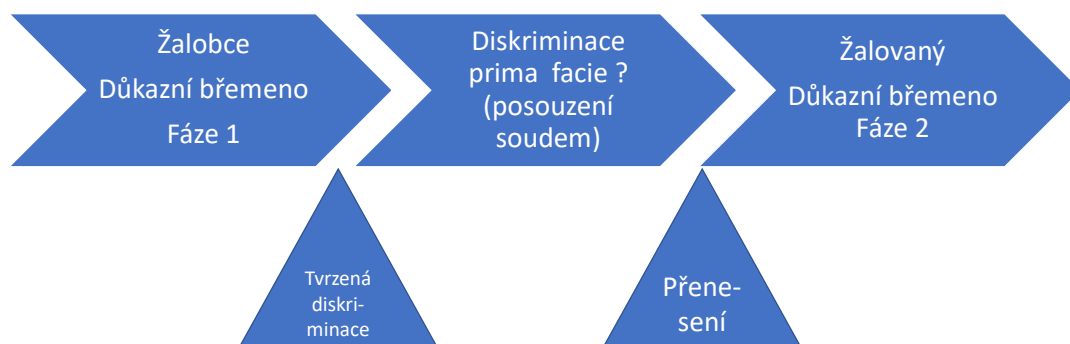 Žalobce
Důkazní břemeno
Fáze 1
Diskriminace
prima facie ?
(posouzení
soudem)
Žalovaný
Důkazní břemeno
Fáze 2
Tvrzená
diskri-
minace
Přene-
sení